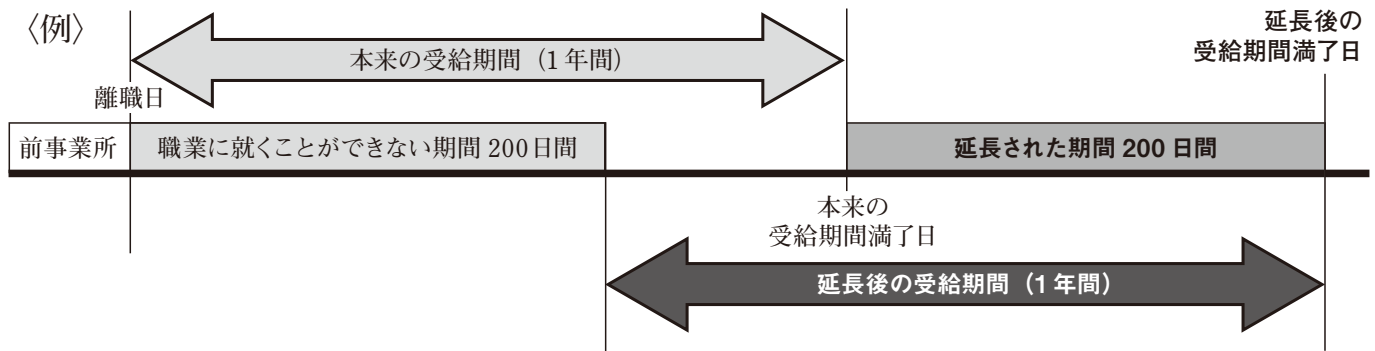 〈例〉
本来の受給期間（1年間）
延長後の
受給期間満了日
離職日
前事業所
職業に就くことができない期間 200日間
延長された期間 200 日間
本来の
受給期間満了日
延長後の受給期間（1 年間）